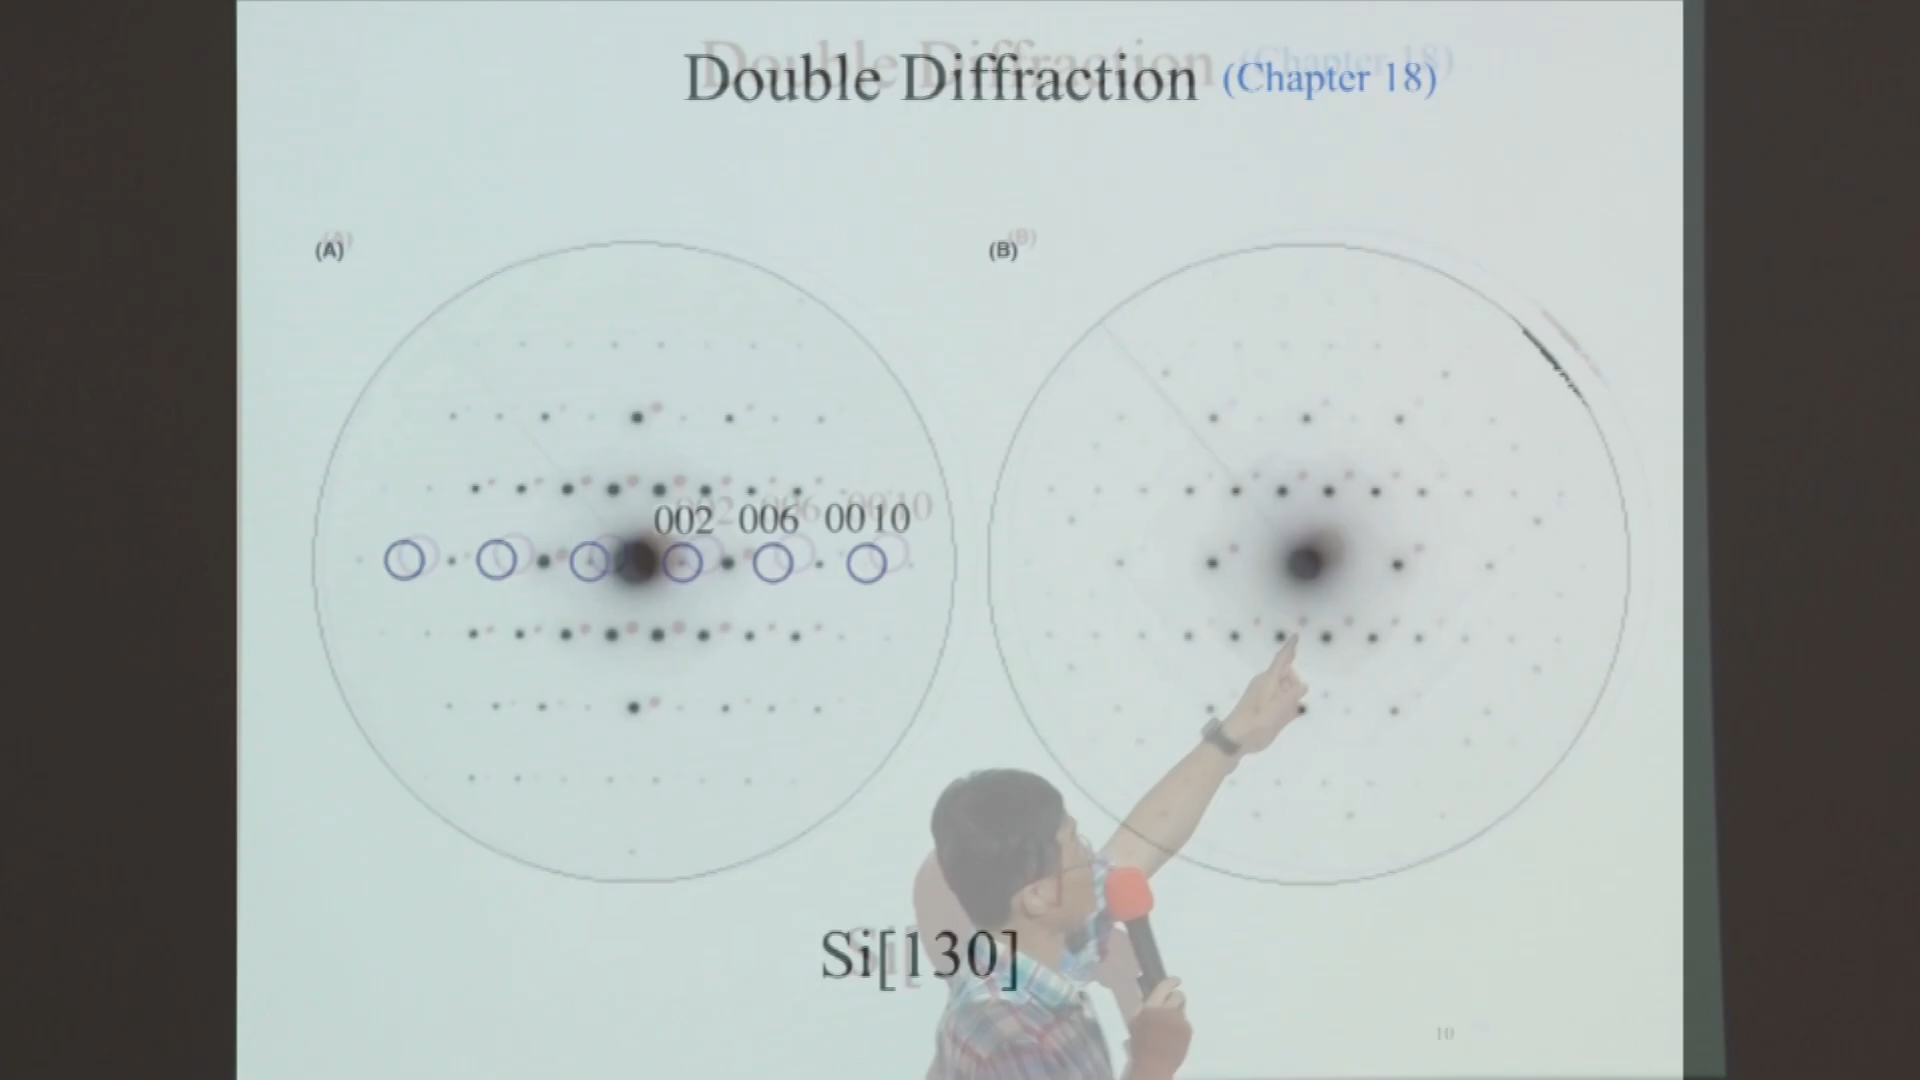 Double Diffraction (Chapter 18)
(A)
(B)
002 006 0010
Si[130]
10